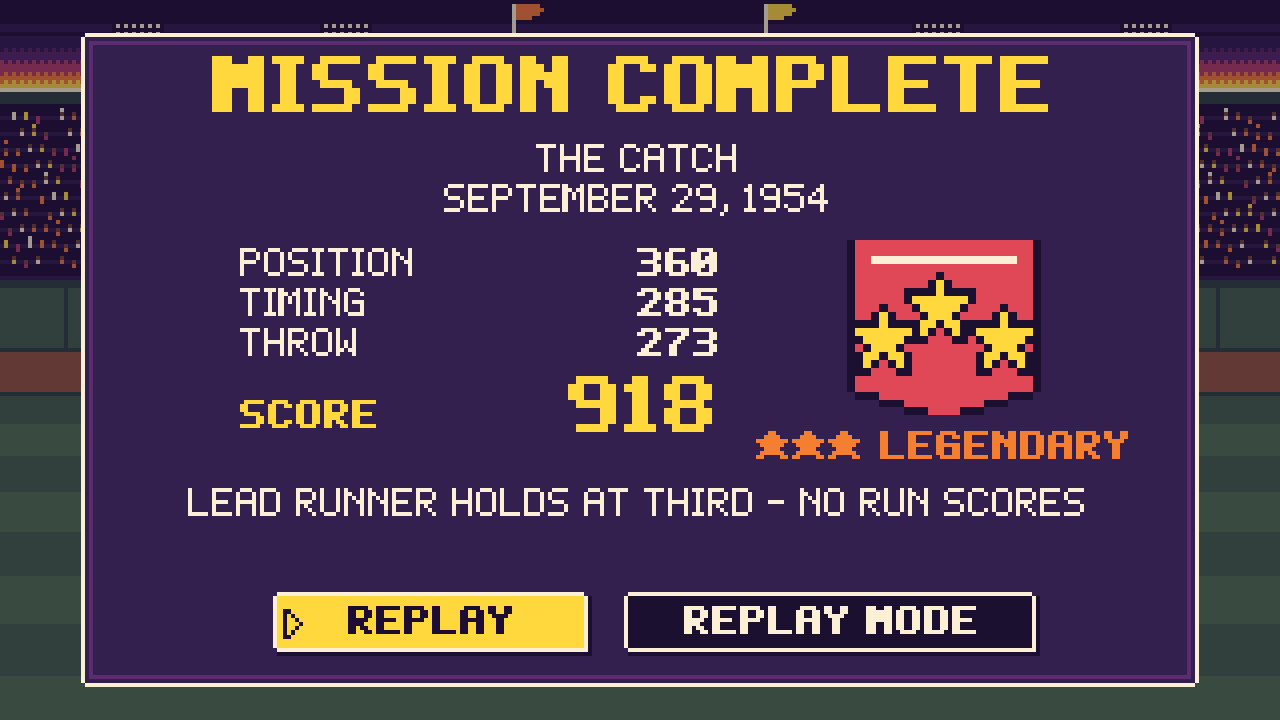 MISSION COMPLETE
THE CATCH
SEPTEMBER 29, 1954
POSITION 360
TIMING 285
THROW 273
SCORE 918
★★★ LEGENDARY
LEAD RUNNER HOLDS AT THIRD - NO RUN SCORES
REPLAY
REPLAY MODE